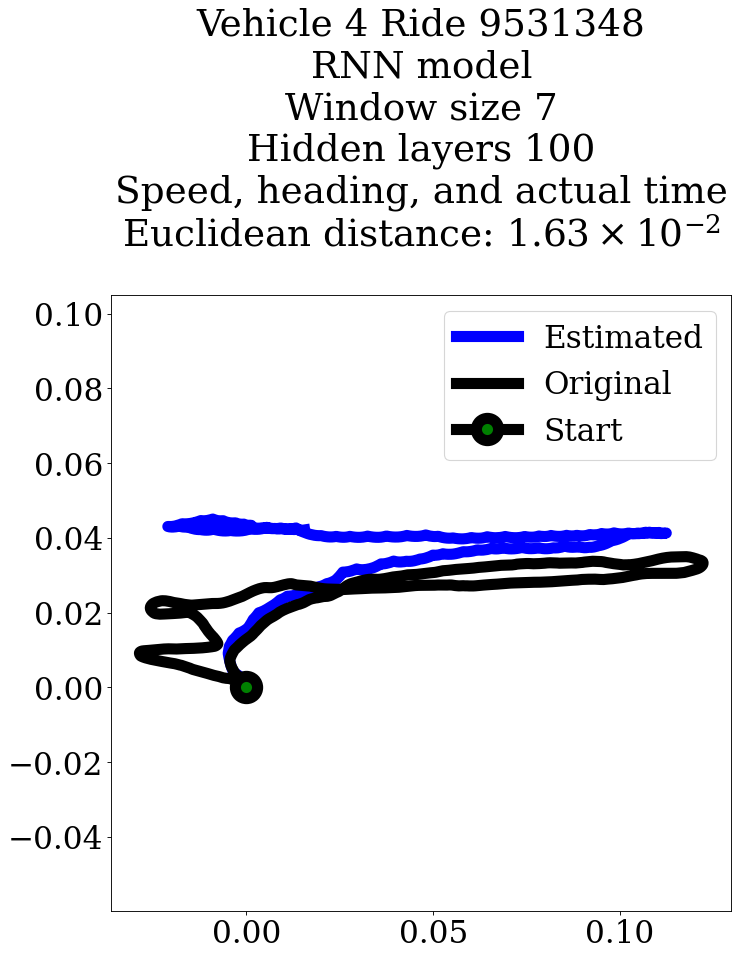 Vehicle 4 Ride 9531348
RNN model
Window size 7
Hidden layers 100
Speed, heading, and actual time
Euclidean distance: 1.63 × 10⁻²
Estimated
Original
Start
0.10
0.08
0.06
0.04
0.02
0.00
−0.02
−0.04
0.00 0.05 0.10